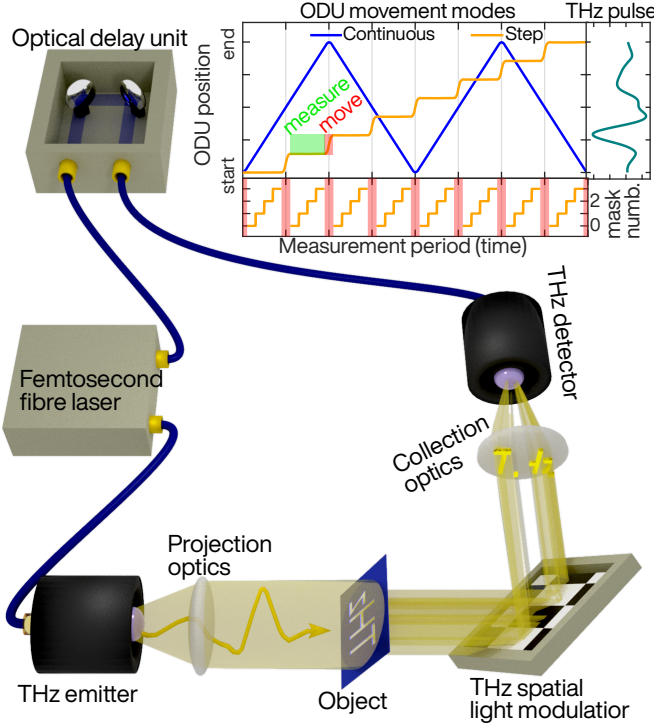 ODU movement modes
THz pulse
Optical delay unit
Continuous
Step
end
ODU position
start
measure
move
2
0
mask
numb.
Measurement period (time)
THz detector
Femtosecond
fibre laser
Collection
optics
Projection
optics
THz emitter
Object
THz spatial
light modulatior